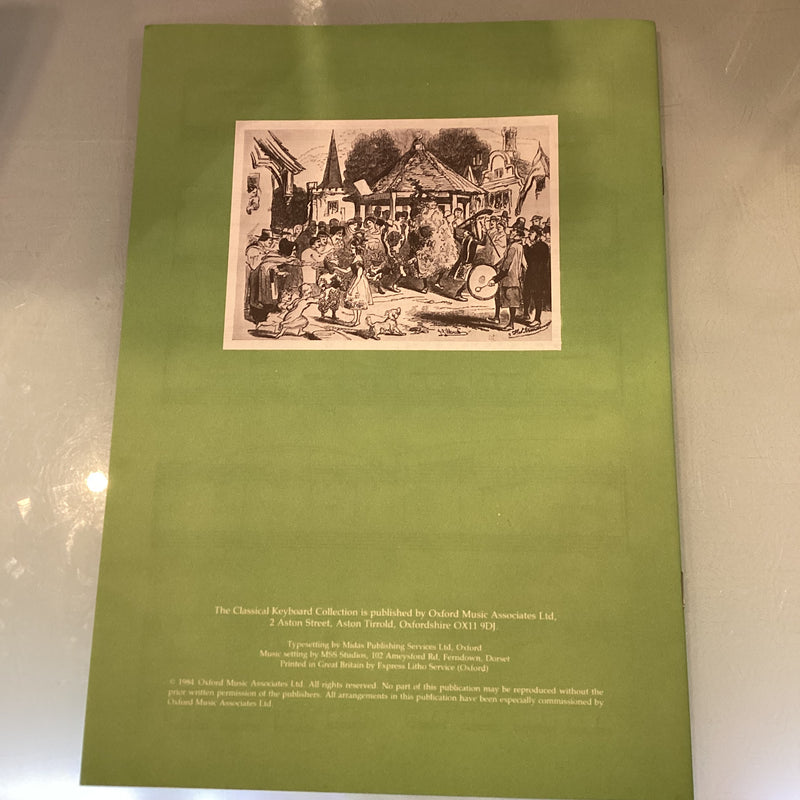 The Classical Keyboard Collection is published by Oxford Music Associates Ltd,
2 Aston Street, Aston Tirrold, Oxfordshire OX11 9DJ.
Typesetting by Midas Publishing Services Ltd, Oxford
Music setting by MSS Studios, 102 Ameysford Rd, Ferndown, Dorset
Printed in Great Britain by Express Litho Service (Oxford)
© 1984 Oxford Music Associates Ltd. All rights reserved. No part of this publication may be reproduced without the
prior written permission of the publishers. All arrangements in this publication have been especially commissioned by
Oxford Music Associates Ltd.